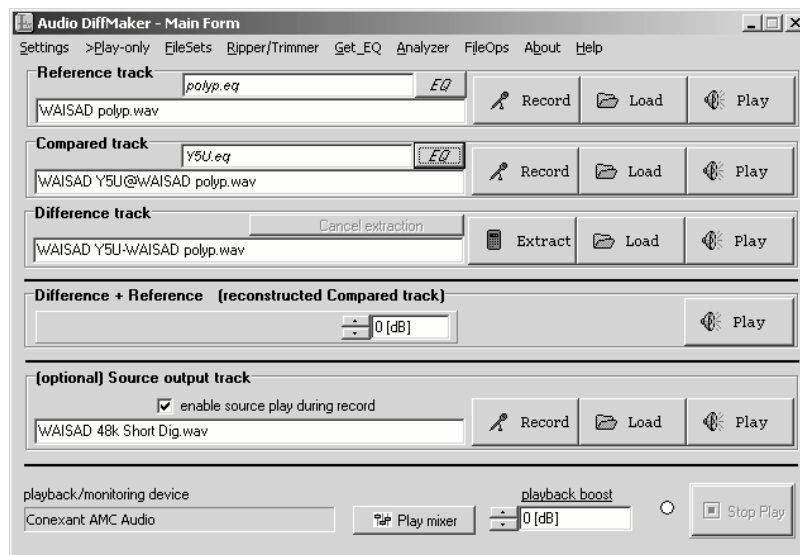 Audio DiffMaker - Main Form
Settings >Play-only FileSets Ripper/Trimmer Get_EQ Analyzer FileOps About Help
Reference track
polyp.eq EQ
WAISAD polyp.wav
Record Load Play
Compared track
Y5U.eq EQ
WAISAD Y5U@WAISAD polyp.wav
Record Load Play
Difference track
Cancel extraction
WAISAD Y5U-WAISAD polyp.wav
Extract Load Play
Difference + Reference (reconstructed Compared track)
0 [dB]
Play
(optional) Source output track
enable source play during record
WAISAD 48k Short Dig.wav
Record Load Play
playback/monitoring device
Conexant AMC Audio
Play mixer
playback boost
0 [dB]
Stop Play